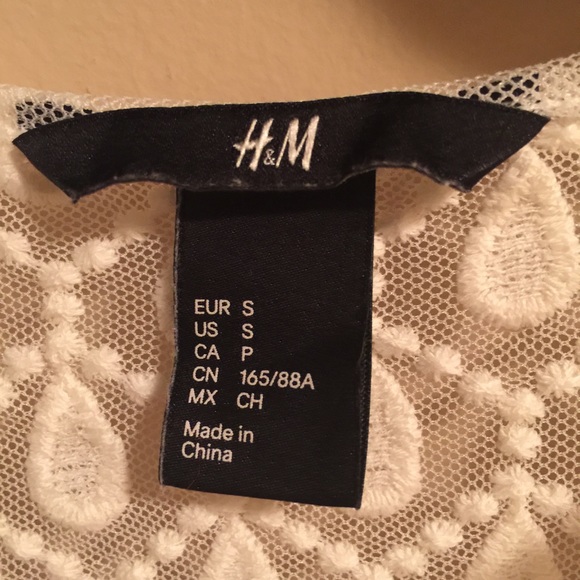 H&M
EUR S
US S
CA P
CN 165/88A
MX CH
Made in
China